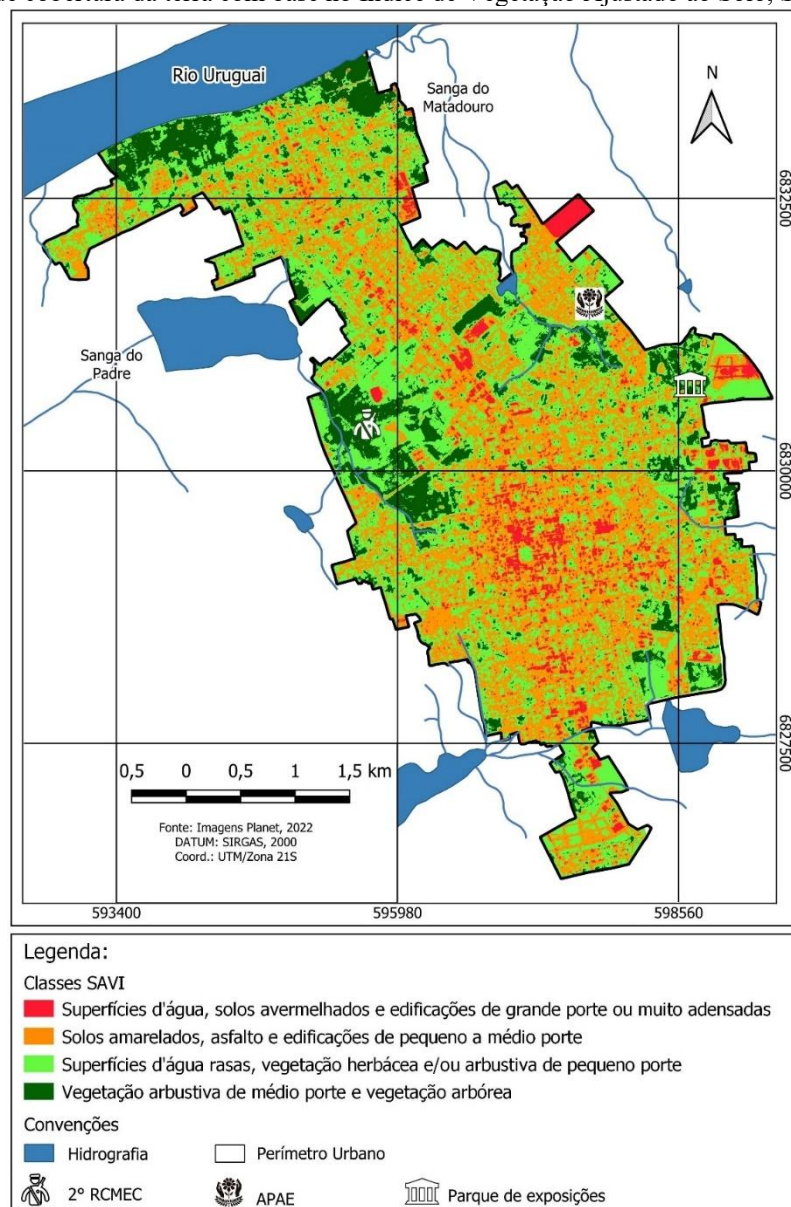 Rio Uruguai
Sanga do
Matadouro
N
6832500
Sanga do
Padre
6830000
6827500
0,5 0 0,5 1 1,5 km
Fonte: Imagens Planet, 2022
DATUM: SIRGAS, 2000
Coord.: UTM/Zona 21S
593400 595980 598560
Legenda:
Classes SAVI
Superfícies d'água, solos avermelhados e edificações de grande porte ou muito adensadas
Solos amarelados, asfalto e edificações de pequeno a médio porte
Superfícies d'água rasas, vegetação herbácea e/ou arbustiva de pequeno porte
Vegetação arbustiva de médio porte e vegetação arbórea
Convenções
Hidrografia Perímetro Urbano
2° RCMEC APAE Parque de exposições